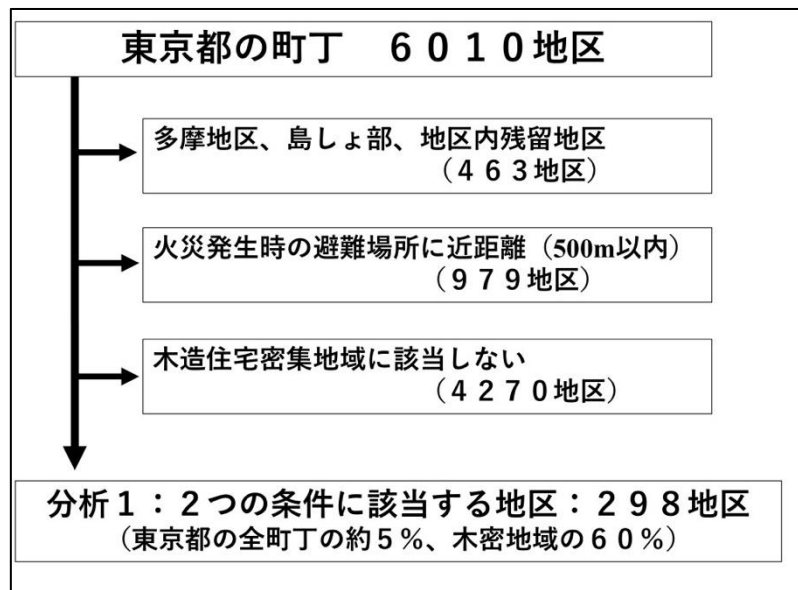 東京都の町丁　６０１０地区
多摩地区、島しょ部、地区内残留地区
（４６３地区）
火災発生時の避難場所に近距離（500m以内）
（９７９地区）
木造住宅密集地域に該当しない
（４２７０地区）
分析１：２つの条件に該当する地区：２９８地区
（東京都の全町丁の約５％、木密地域の６０％）